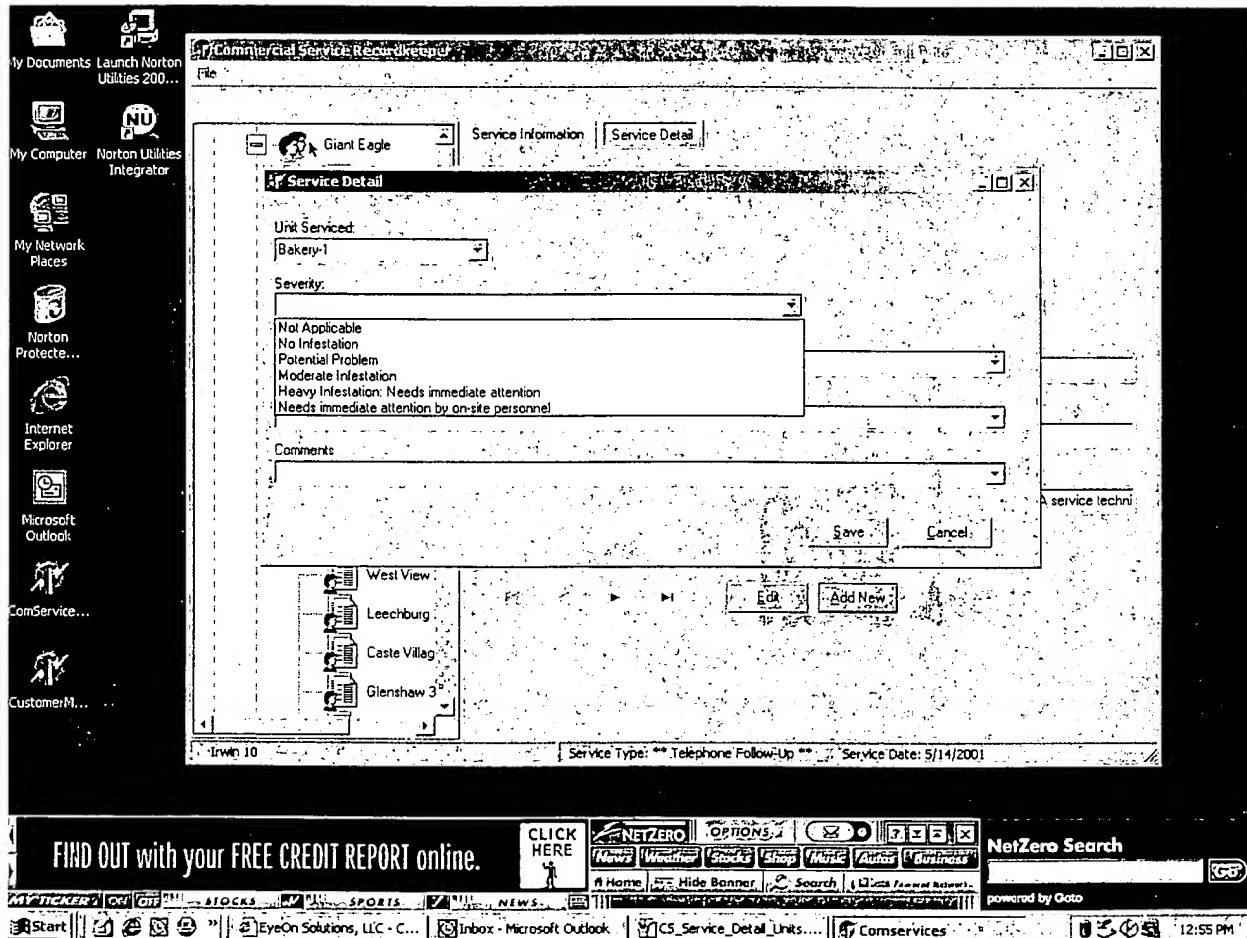 My Documents
Launch Norton Utilities 200...
My Computer
Norton Utilities Integrator
My Network Places
Norton Protecte...
Internet Explorer
Microsoft Outlook
ComService...
CustomerM...
Commercial Service Recordkeeper
File
Giant Eagle
Service Information
Service Detail
Service Detail
Unit Serviced:
Bakery-1
Severity:
Not Applicable
No Infestation
Potential Problem
Moderate Infestation
Heavy Infestation: Needs immediate attention
Needs immediate attention by on-site personnel
Comments
A service techni
Save
Cancel
West View
Leechburg
Caste Villag
Glenshaw 3
Edit
Add New
Irwin 10
Service Type: ** Telephone Follow-Up **
Service Date: 5/14/2001
FIND OUT with your FREE CREDIT REPORT online.
CLICK HERE
NETZERO
OPTIONS
News
Weather
Stocks
Shop
Music
Autos
Business
Home
Hide Banner
Search
NetZero Search
GO
powered by Goto
MY TICKER
ON
OFF
STOCKS
SPORTS
NEWS
Start
EyeOn Solutions, LLC - C...
Inbox - Microsoft Outlook
CS_Service_Detail_Units....
Comservices
12:55 PM